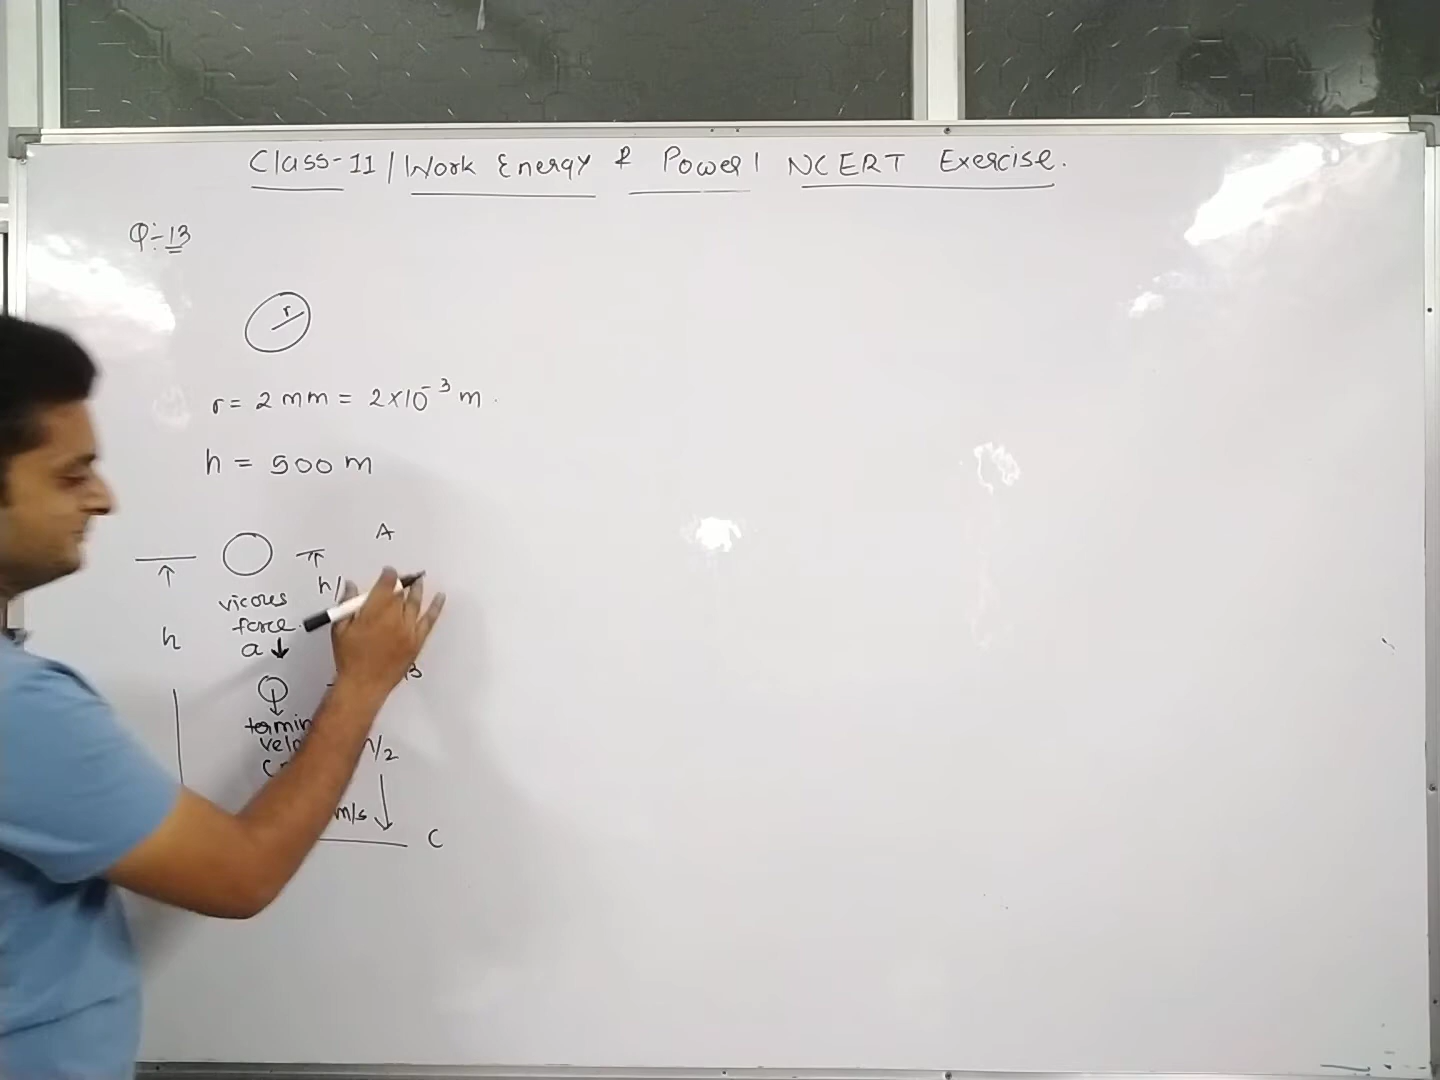 Class-11/Work Energy & Power| NCERT Exercise.
Q÷13
r
r = 2 mm = 2×10⁻³ m.
h = 500 m
A
h/
vicous
force.
h
a ↓
B
termin
velo
h/2
m/s
C